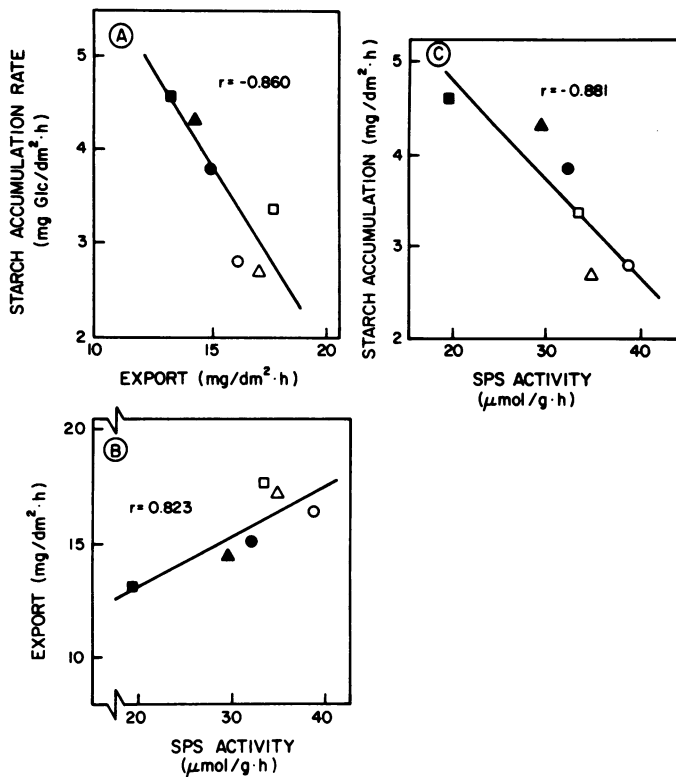 A
r=-0.860
STARCH ACCUMULATION RATE
(mg Glc/dm²·h)
5
4
3
2
10
15
20
EXPORT (mg/dm²·h)
C
r=-0.881
STARCH ACCUMULATION (mg/dm²·h)
5
4
3
2
20
30
40
SPS ACTIVITY
(μmol/g·h)
B
r=0.823
EXPORT (mg/dm²·h)
20
15
10
20
30
40
SPS ACTIVITY
(μmol/g·h)